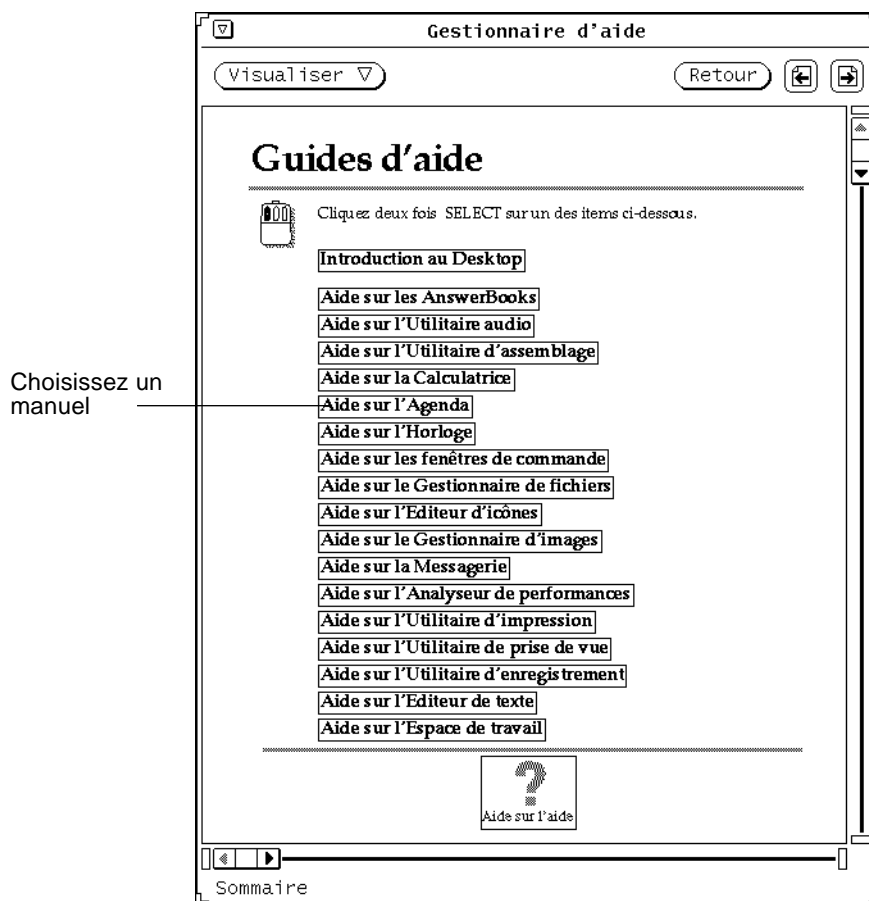 Gestionnaire d'aide
Visualiser
Retour
Guides d'aide
Cliquez deux fois SELECT sur un des items ci-dessous.
Introduction au Desktop
Aide sur les AnswerBooks
Aide sur l'Utilitaire audio
Aide sur l'Utilitaire d'assemblage
Aide sur la Calculatrice
Choisissez un
manuel
Aide sur l'Agenda
Aide sur l'Horloge
Aide sur les fenêtres de commande
Aide sur le Gestionnaire de fichiers
Aide sur l'Editeur d'icônes
Aide sur le Gestionnaire d'images
Aide sur la Messagerie
Aide sur l'Analyseur de performances
Aide sur l'Utilitaire d'impression
Aide sur l'Utilitaire de prise de vue
Aide sur l'Utilitaire d'enregistrement
Aide sur l'Editeur de texte
Aide sur l'Espace de travail
?
Aide sur l'aide
Sommaire